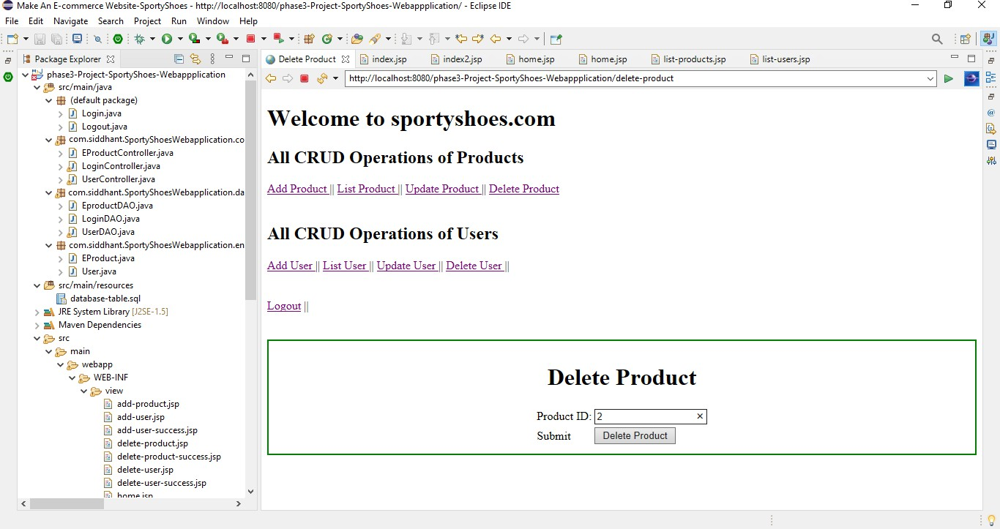 Make An E-commerce Website-SportyShoes - http://localhost:8080/phase3-Project-SportyShoes-Webappplication/ - Eclipse IDE
File Edit Navigate Search Project Run Window Help
Package Explorer
phase3-Project-SportyShoes-Webappplication
src/main/java
(default package)
Login.java
Logout.java
com.siddhant.SportyShoesWebapplication.co
EProductController.java
LoginController.java
UserController.java
com.siddhant.SportyShoesWebapplication.da
EproductDAO.java
LoginDAO.java
UserDAO.java
com.siddhant.SportyShoesWebapplication.en
EProduct.java
User.java
src/main/resources
database-table.sql
JRE System Library [J2SE-1.5]
Maven Dependencies
src
main
webapp
WEB-INF
view
add-product.jsp
add-user.jsp
add-user-success.jsp
delete-product.jsp
delete-product-success.jsp
delete-user.jsp
delete-user-success.jsp
home.jsp
Delete Product index.jsp index2.jsp home.jsp home.jsp list-products.jsp list-users.jsp
http://localhost:8080/phase3-Project-SportyShoes-Webappplication/delete-product
Welcome to sportyshoes.com
All CRUD Operations of Products
Add Product || List Product || Update Product || Delete Product
All CRUD Operations of Users
Add User || List User || Update User || Delete User ||
Logout ||
Delete Product
Product ID: 2
Submit Delete Product